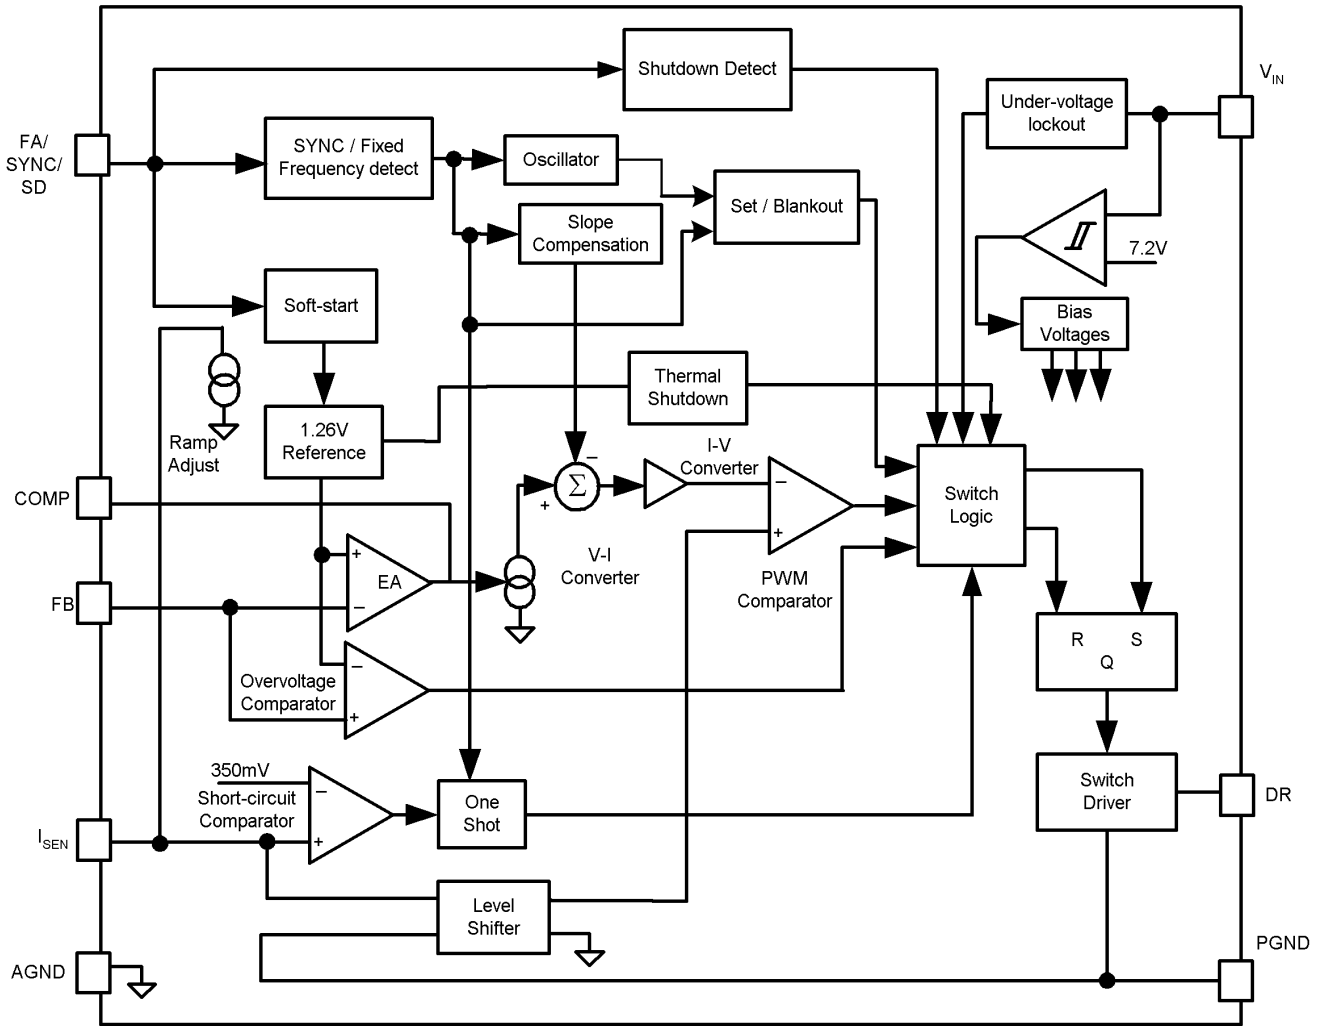 Shutdown Detect
V_IN
Under-voltage
lockout
FA/
SYNC/
SD
SYNC / Fixed
Frequency detect
Oscillator
Set / Blankout
Slope
Compensation
7.2V
Soft-start
Bias
Voltages
Thermal
Shutdown
Ramp
Adjust
1.26V
Reference
I-V
Converter
−
Σ
+
−
+
Switch
Logic
COMP
+
EA
−
V-I
Converter
PWM
Comparator
FB
R
S
Q
Overvoltage
Comparator
−
+
350mV
Short-circuit
Comparator
−
+
One
Shot
Switch
Driver
DR
I_SEN
Level
Shifter
PGND
AGND